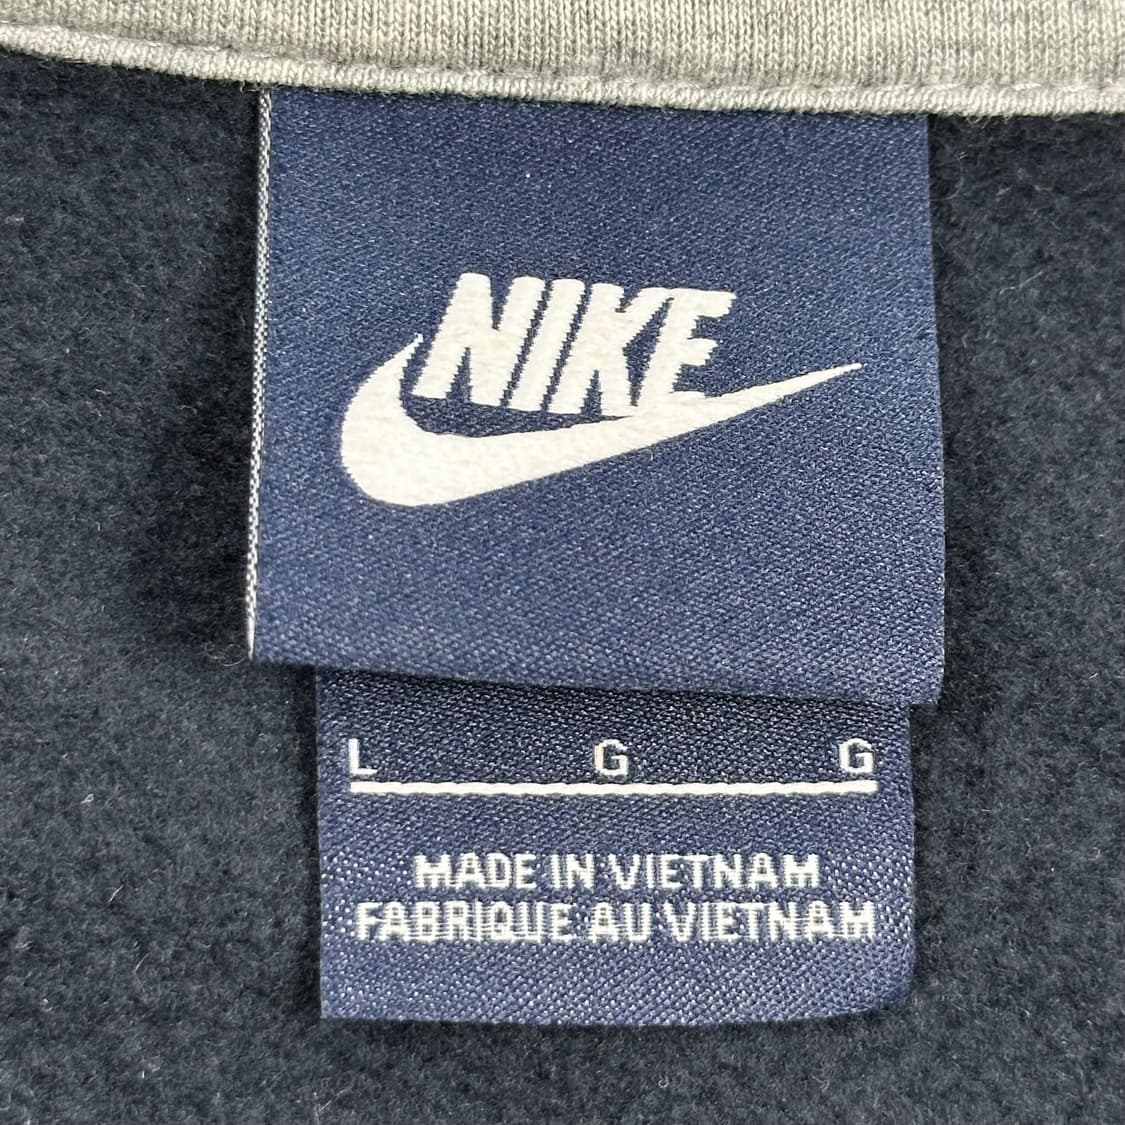 NIKE
L G G
MADE IN VIETNAM
FABRIQUE AU VIETNAM